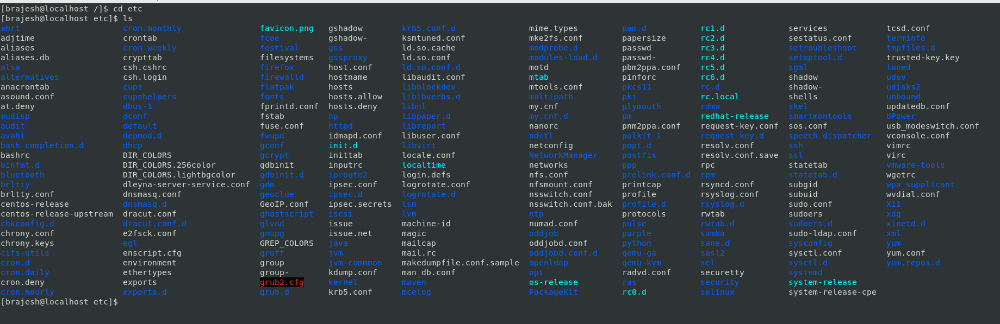 [brajesh@localhost /]$ cd etc
[brajesh@localhost etc]$ ls
abrt cron.monthly favicon.png gshadow krb5.conf.d mime.types pam.d rc1.d services tcsd.conf
adjtime crontab fcoe gshadow- ksmtuned.conf mke2fs.conf papersize rc2.d sestatus.conf terminfo
aliases cron.weekly festival gss ld.so.cache modprobe.d passwd rc3.d setroubleshoot tmpfiles.d
aliases.db crypttab filesystems gssproxy ld.so.conf modules-load.d passwd- rc4.d setuptool.d trusted-key.key
alsa csh.cshrc firefox host.conf ld.so.conf.d motd pbm2ppa.conf rc5.d sgml tuned
alternatives csh.login firewalld hostname libaudit.conf mtab pinforc rc6.d shadow udev
anacrontab cups flatpak hosts libblockdev mtools.conf pkcs11 rc.d shadow- udisks2
asound.conf cupshelpers fonts hosts.allow libibverbs.d multipath pki rc.local shells unbound
at.deny dbus-1 fprintd.conf hosts.deny libnl my.cnf plymouth rdma skel updatedb.conf
audisp dconf fstab hp libpaper.d my.cnf.d pm redhat-release smartmontools UPower
audit default fuse.conf httpd libreport nanorc pnm2ppa.conf request-key.conf sos.conf usb_modeswitch.conf
avahi depmod.d fwupd idmapd.conf libuser.conf ndctl polkit-1 request-key.d speech-dispatcher vconsole.conf
bash_completion.d dhcp gconf init.d libvirt netconfig popt.d resolv.conf ssh vimrc
bashrc DIR_COLORS gcrypt inittab locale.conf NetworkManager postfix resolv.conf.save ssl virc
binfmt.d DIR_COLORS.256color gdbinit inputrc localtime networks ppp rpc statetab vmware-tools
bluetooth DIR_COLORS.lightbgcolor gdbinit.d iproute2 login.defs nfs.conf prelink.conf.d rpm statetab.d wgetrc
brltty dleyna-server-service.conf gdm ipsec.conf logrotate.conf nfsmount.conf printcap rsyncd.conf subgid wpa_supplicant
brltty.conf dnsmasq.conf geoclue ipsec.d logrotate.d nsswitch.conf profile rsyslog.conf subuid wvdial.conf
centos-release dnsmasq.d GeoIP.conf ipsec.secrets lsm nsswitch.conf.bak profile.d rsyslog.d sudo.conf X11
centos-release-upstream dracut.conf ghostscript iscsi lvm ntp protocols rwtab sudoers xdg
chkconfig.d dracut.conf.d glvnd issue machine-id numad.conf pulse rwtab.d sudoers.d xinetd.d
chrony.conf e2fsck.conf gnupg issue.net magic oddjob purple samba sudo-ldap.conf xml
chrony.keys egl GREP_COLORS java mailcap oddjobd.conf python sane.d sysconfig yum
cifs-utils enscript.cfg groff jvm mail.rc oddjobd.conf.d qemu-ga sasl2 sysctl.conf yum.conf
cron.d environment group jvm-commmon makedumpfile.conf.sample openldap qemu-kvm scl sysctl.d yum.repos.d
cron.daily ethertypes group- kdump.conf man_db.conf opt radvd.conf securetty systemd
cron.deny exports grub2.cfg kernel maven os-release ras security system-release
cron.hourly exports.d grub.d krb5.conf mcelog PackageKit rc0.d selinux system-release-cpe
[brajesh@localhost etc]$